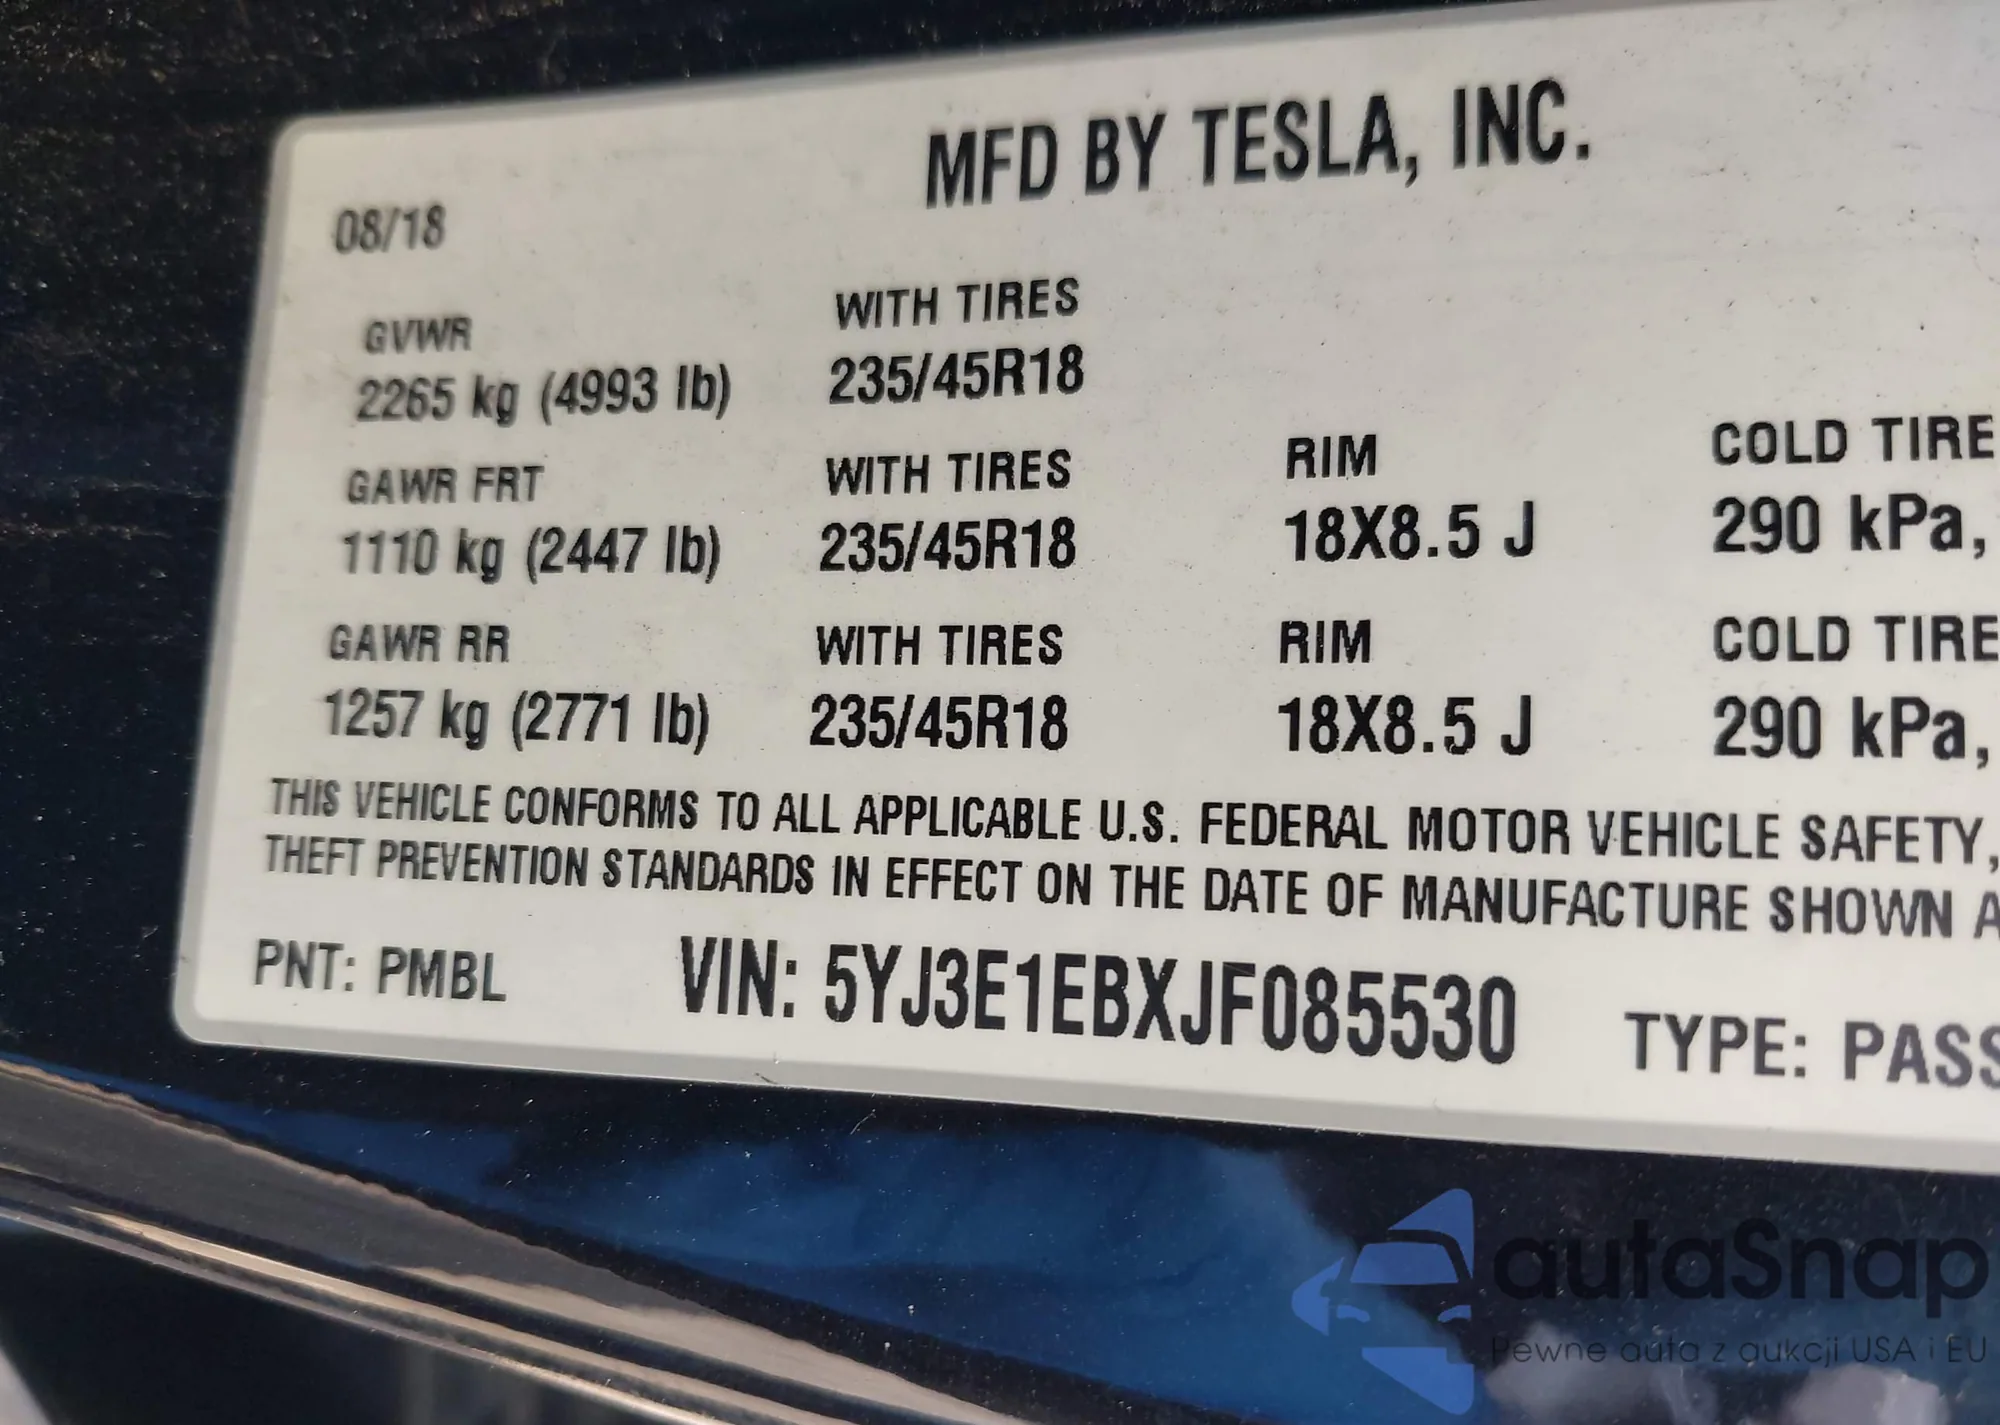 MFD BY TESLA, INC.
08/18
GVWR WITH TIRES
2265 kg (4993 lb) 235/45R18
GAWR FRT WITH TIRES RIM COLD TIRE
1110 kg (2447 lb) 235/45R18 18X8.5 J 290 kPa,
GAWR RR WITH TIRES RIM COLD TIRE
1257 kg (2771 lb) 235/45R18 18X8.5 J 290 kPa,
THIS VEHICLE CONFORMS TO ALL APPLICABLE U.S. FEDERAL MOTOR VEHICLE SAFETY,
THEFT PREVENTION STANDARDS IN EFFECT ON THE DATE OF MANUFACTURE SHOWN A
PNT: PMBL VIN: 5YJ3E1EBXJF085530 TYPE: PASS
autaSnap
Pewne auta z aukcji USA i EU